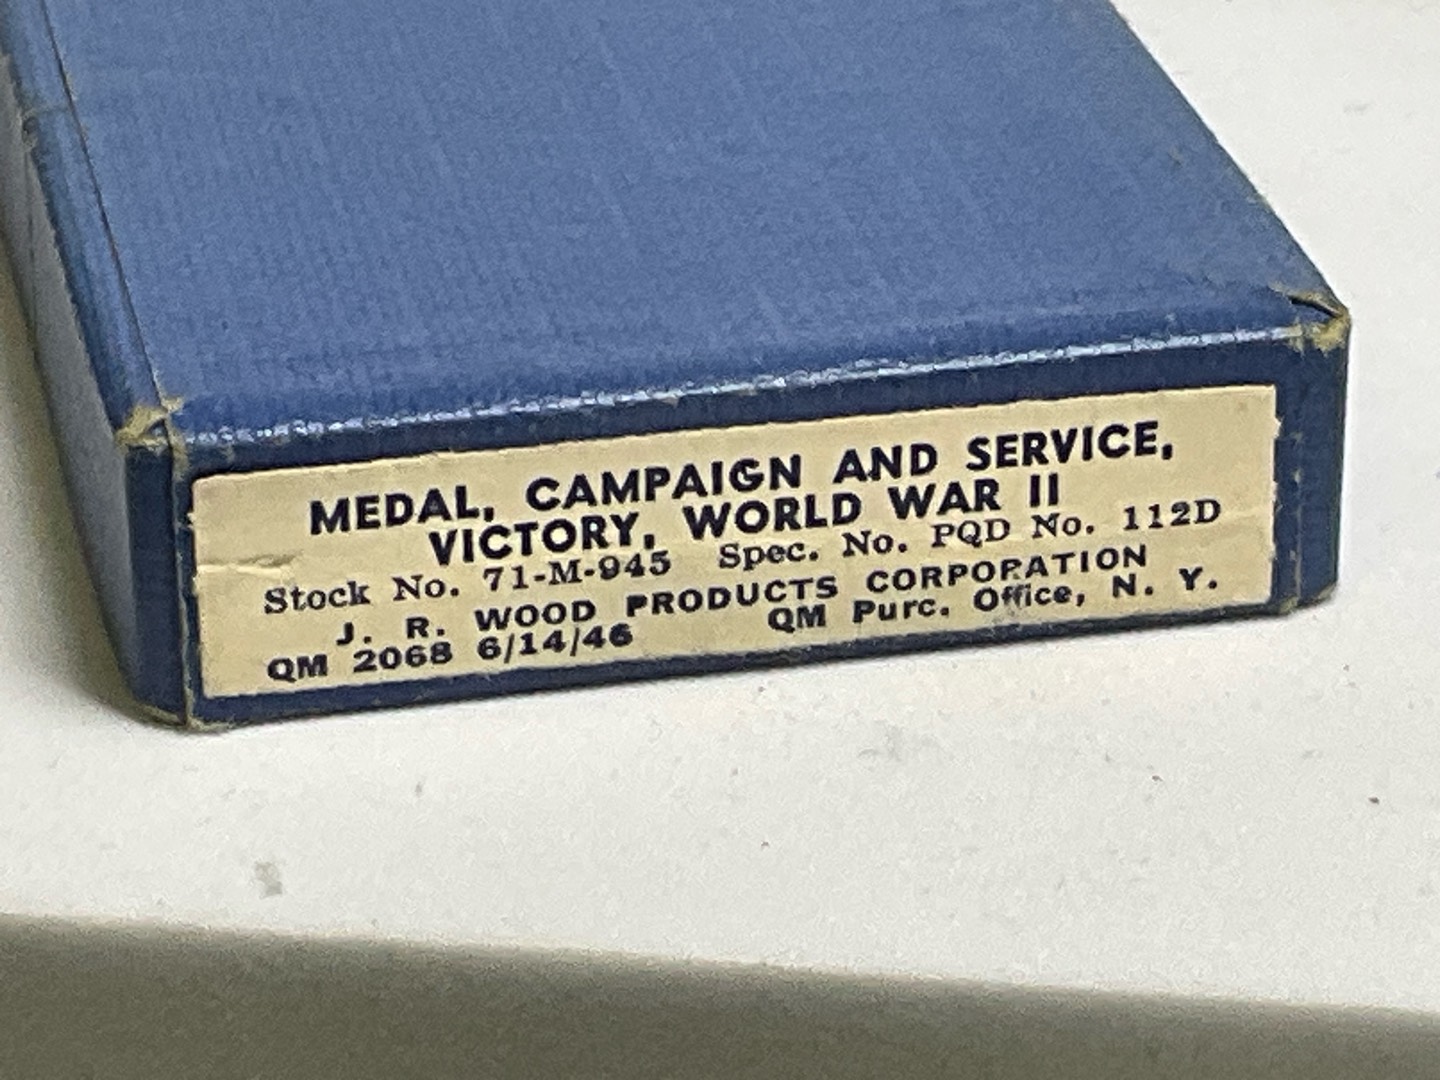 MEDAL, CAMPAIGN AND SERVICE,
VICTORY, WORLD WAR II
Stock No. 71-M-945 Spec. No. PQD No. 112D
J. R. WOOD PRODUCTS CORPORATION
QM 2068 6/14/46 QM Purc. Office, N. Y.